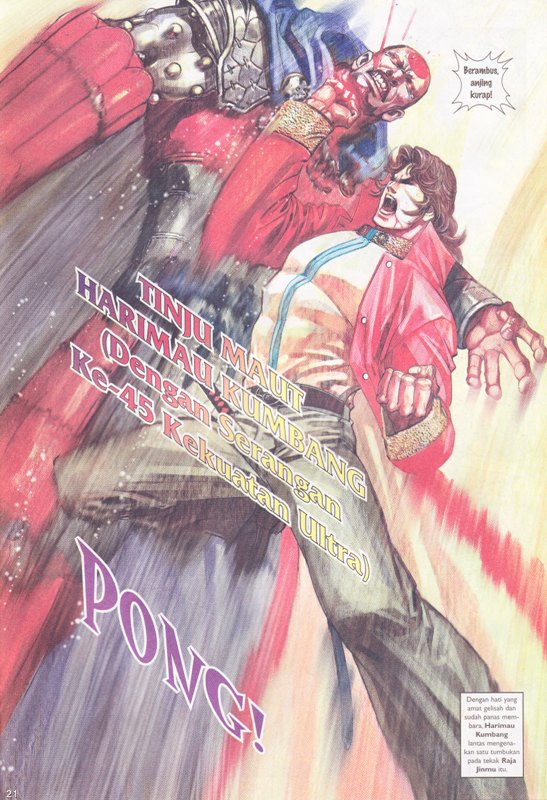 Berambus,
anjing
kurap!
TINJU MAUT
HARIMAU KUMBANG
(Dengan Serangan
Ke-45 Kekuatan Ultra)
PONG!
Dengan hati yang
amat gelisah dan
sudah panas mem-
bara, Harimau
Kumbang
lantas mengena-
kan satu tumbukan
pada tekak Raja
Jinmu itu.
21